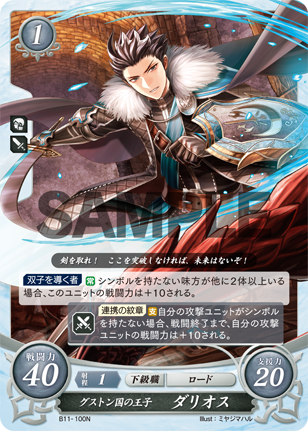 1
SAMPLE
剣を取れ！　ここを突破しなければ、未来はないぞ！
双子を導く者 常 シンボルを持たない味方が他に2体以上いる
場合、このユニットの戦闘力は＋10される。
連携の紋章 支 自分の攻撃ユニットがシンボル
を持たない場合、戦闘終了まで、自分の攻撃
ユニットの戦闘力は＋10される。
戦闘力
40
射程 1
下級職
ロード
支援力
20
グストン国の王子　ダリオス
B11-100N
Illust：ミヤジマハル